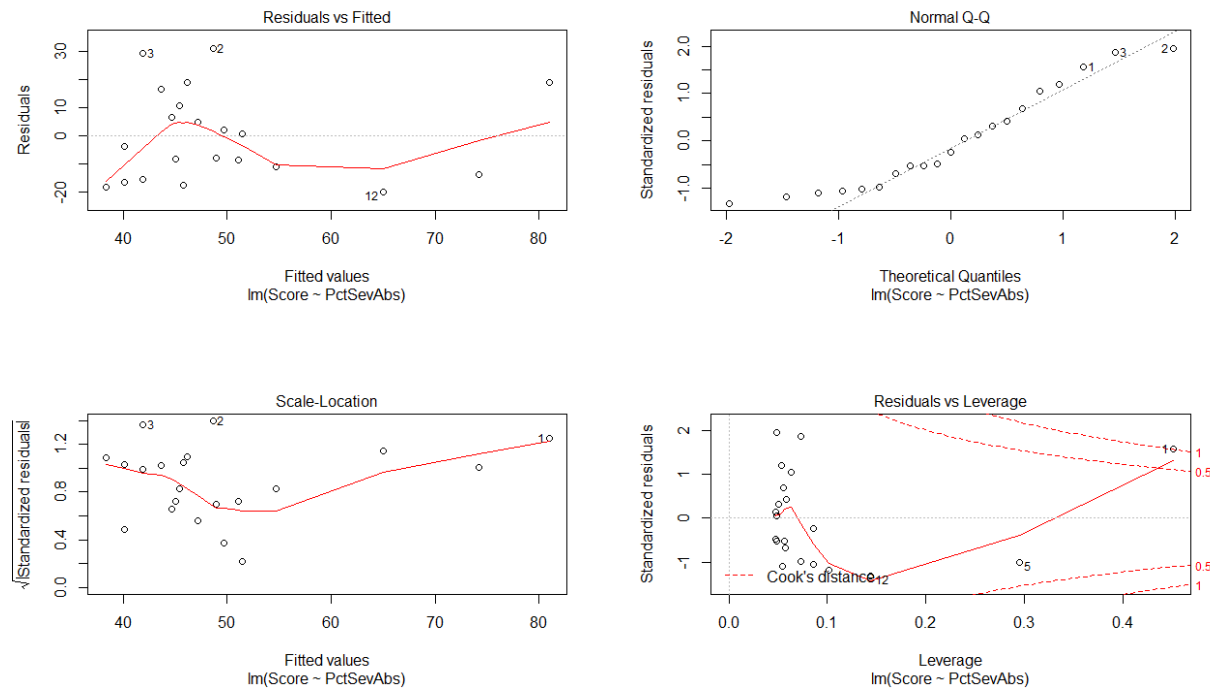 Residuals vs Fitted
Residuals
30
10
0
-20
3
2
12
40 50 60 70 80
Fitted values
lm(Score ~ PctSevAbs)
Normal Q-Q
Standardized residuals
2.0
1.0
0.0
-1.0
1
3
2
-2 -1 0 1 2
Theoretical Quantiles
lm(Score ~ PctSevAbs)
Scale-Location
√|Standardized residuals|
1.2
0.8
0.4
0.0
3
2
1
40 50 60 70 80
Fitted values
lm(Score ~ PctSevAbs)
Residuals vs Leverage
Standardized residuals
2
1
0
-1
1
1
0.5
5
12
0.5
1
Cook's distance
0.0 0.1 0.2 0.3 0.4
Leverage
lm(Score ~ PctSevAbs)